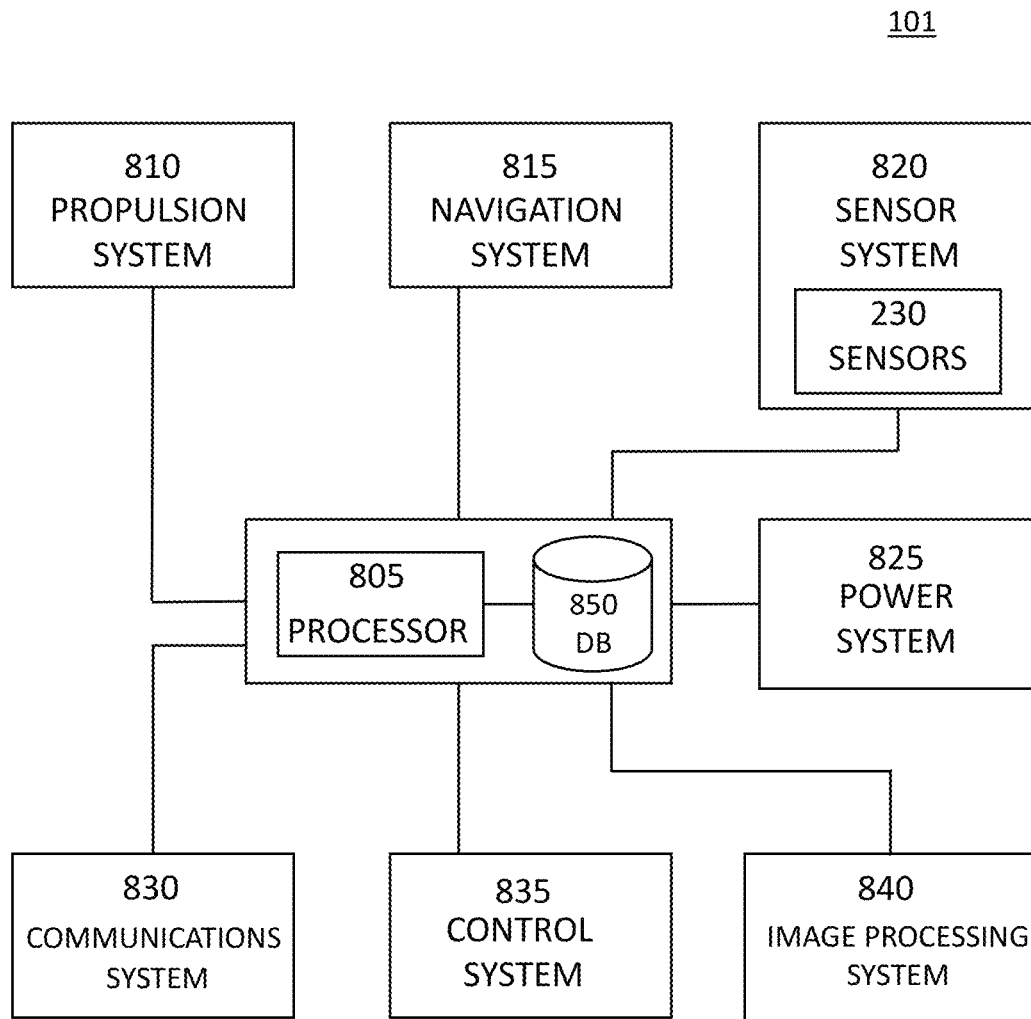 101
810
PROPULSION
SYSTEM
815
NAVIGATION
SYSTEM
820
SENSOR
SYSTEM
230
SENSORS
805
PROCESSOR
850
DB
825
POWER
SYSTEM
830
COMMUNICATIONS
SYSTEM
835
CONTROL
SYSTEM
840
IMAGE PROCESSING
SYSTEM